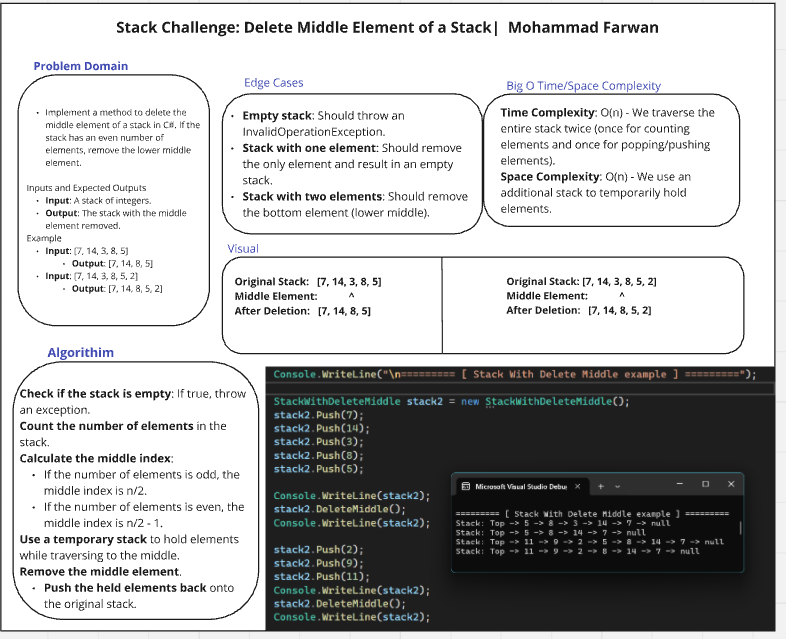 Stack Challenge: Delete Middle Element of a Stack| Mohammad Farwan
Problem Domain
• Implement a method to delete the
middle element of a stack in C#. If the
stack has an even number of
elements, remove the lower middle
element.
Inputs and Expected Outputs
• Input: A stack of integers.
• Output: The stack with the middle
element removed.
Example
• Input: [7, 14, 3, 8, 5]
• Output: [7, 14, 8, 5]
• Input: [7, 14, 3, 8, 5, 2]
• Output: [7, 14, 8, 5, 2]
Edge Cases
• Empty stack: Should throw an
InvalidOperationException.
• Stack with one element: Should remove
the only element and result in an empty
stack.
• Stack with two elements: Should remove
the bottom element (lower middle).
Big O Time/Space Complexity
Time Complexity: O(n) - We traverse the
entire stack twice (once for counting
elements and once for popping/pushing
elements).
Space Complexity: O(n) - We use an
additional stack to temporarily hold
elements.
Visual
Original Stack: [7, 14, 3, 8, 5]
Middle Element: ^
After Deletion: [7, 14, 8, 5]
Original Stack: [7, 14, 3, 8, 5, 2]
Middle Element: ^
After Deletion: [7, 14, 8, 5, 2]
Algorithim
Check if the stack is empty: If true, throw
an exception.
Count the number of elements in the
stack.
Calculate the middle index:
• If the number of elements is odd, the
middle index is n/2.
• If the number of elements is even, the
middle index is n/2 - 1.
Use a temporary stack to hold elements
while traversing to the middle.
Remove the middle element.
• Push the held elements back onto
the original stack.
Console.WriteLine("\n========= [ Stack With Delete Middle example ] =========");
StackWithDeleteMiddle stack2 = new StackWithDeleteMiddle();
stack2.Push(7);
stack2.Push(14);
stack2.Push(3);
stack2.Push(8);
stack2.Push(5);
Console.WriteLine(stack2);
stack2.DeleteMiddle();
Console.WriteLine(stack2);
stack2.Push(2);
stack2.Push(9);
stack2.Push(11);
Console.WriteLine(stack2);
stack2.DeleteMiddle();
Console.WriteLine(stack2);
Microsoft Visual Studio Debu
========= [ Stack With Delete Middle example ] =========
Stack: Top -> 5 -> 8 -> 3 -> 14 -> 7 -> null
Stack: Top -> 5 -> 8 -> 14 -> 7 -> null
Stack: Top -> 11 -> 9 -> 2 -> 5 -> 8 -> 14 -> 7 -> null
Stack: Top -> 11 -> 9 -> 2 -> 8 -> 14 -> 7 -> null